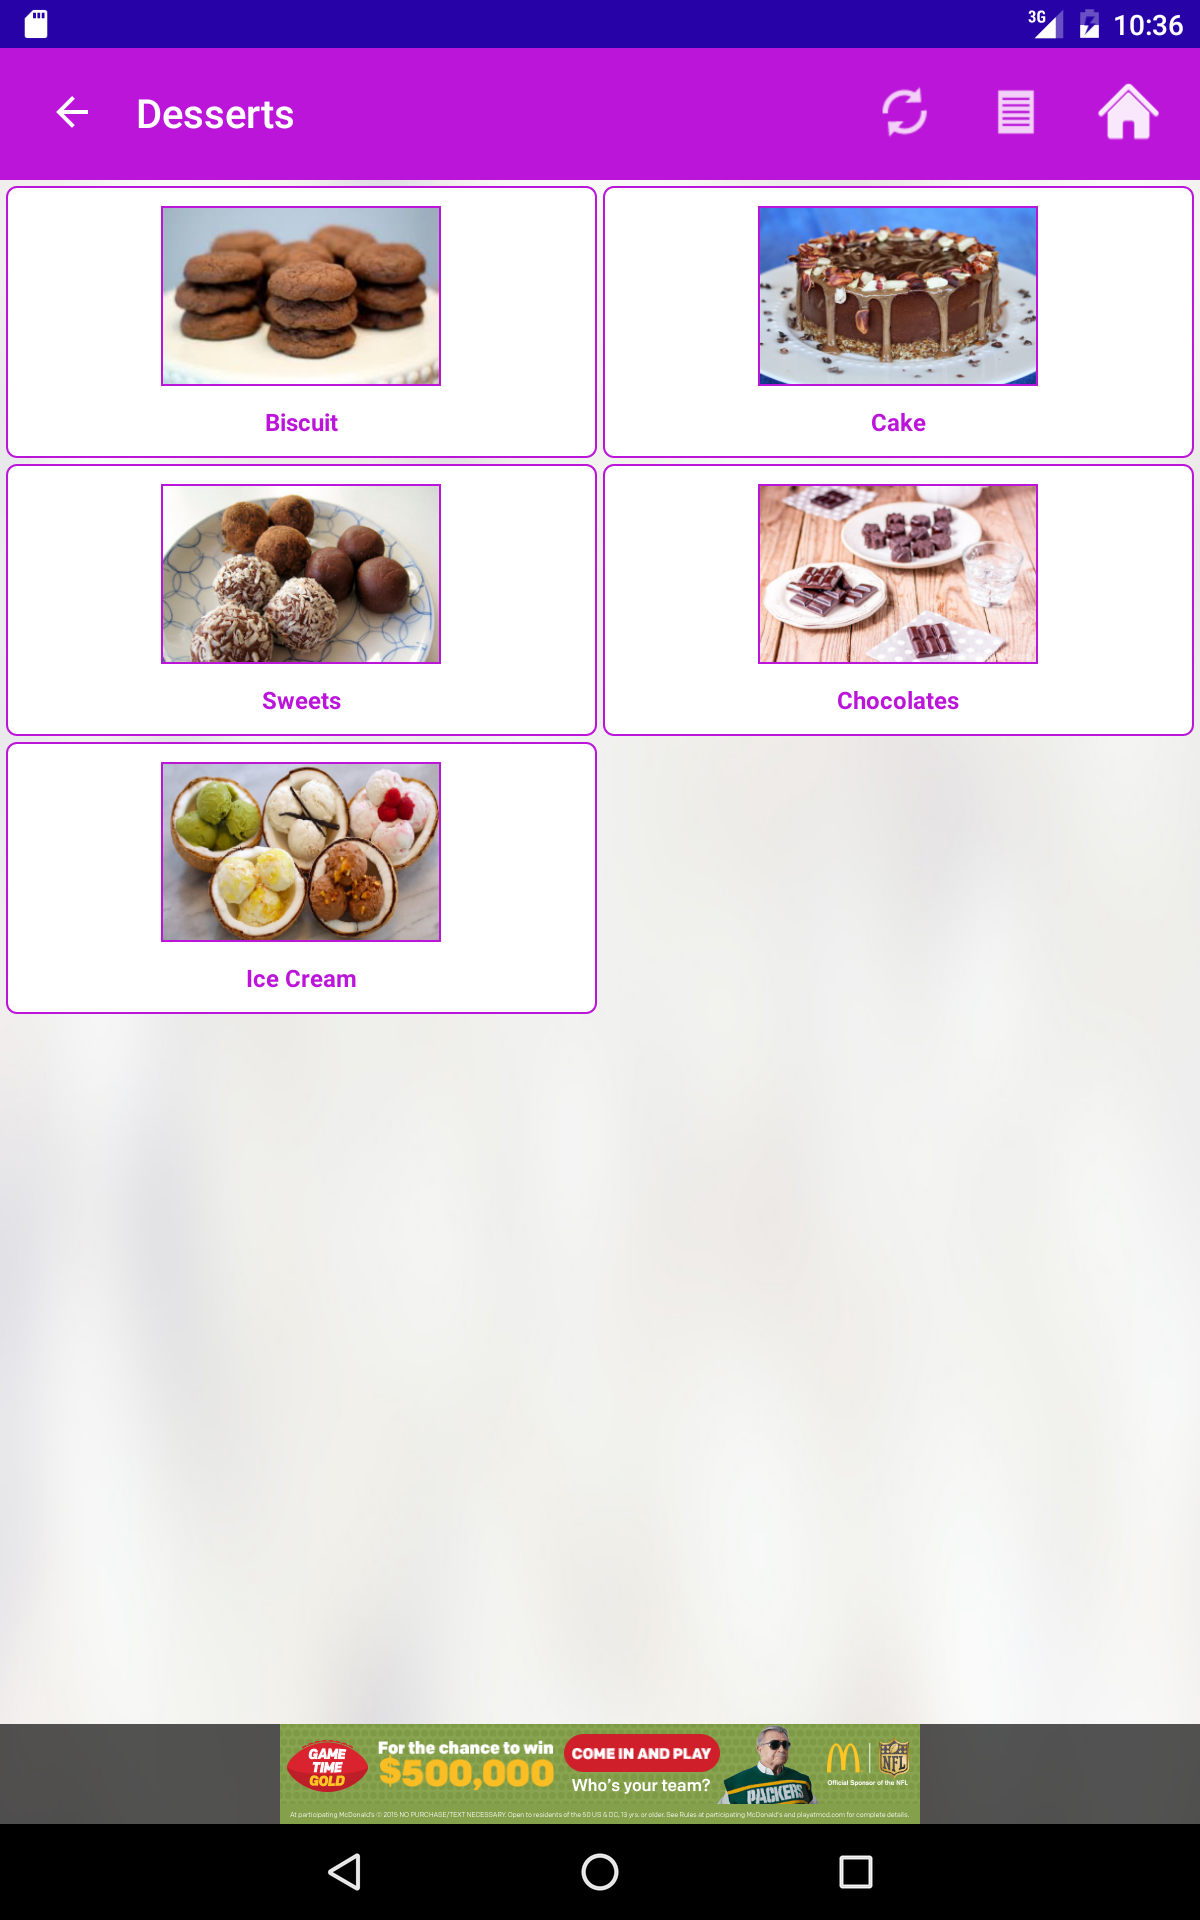 3G
10:36
Desserts
Biscuit
Cake
Sweets
Chocolates
Ice Cream
GAME
TIME
GOLD
For the chance to win
$500,000
COME IN AND PLAY
Who's your team?
PACKERS
NFL
Official Sponsor of the NFL
At participating McDonald's © 2015 NO PURCHASE/TEXT NECESSARY. Open to residents of the 50 US & DC, 13 yrs. or older. See Rules at participating McDonald's and playatmcd.com for complete details.